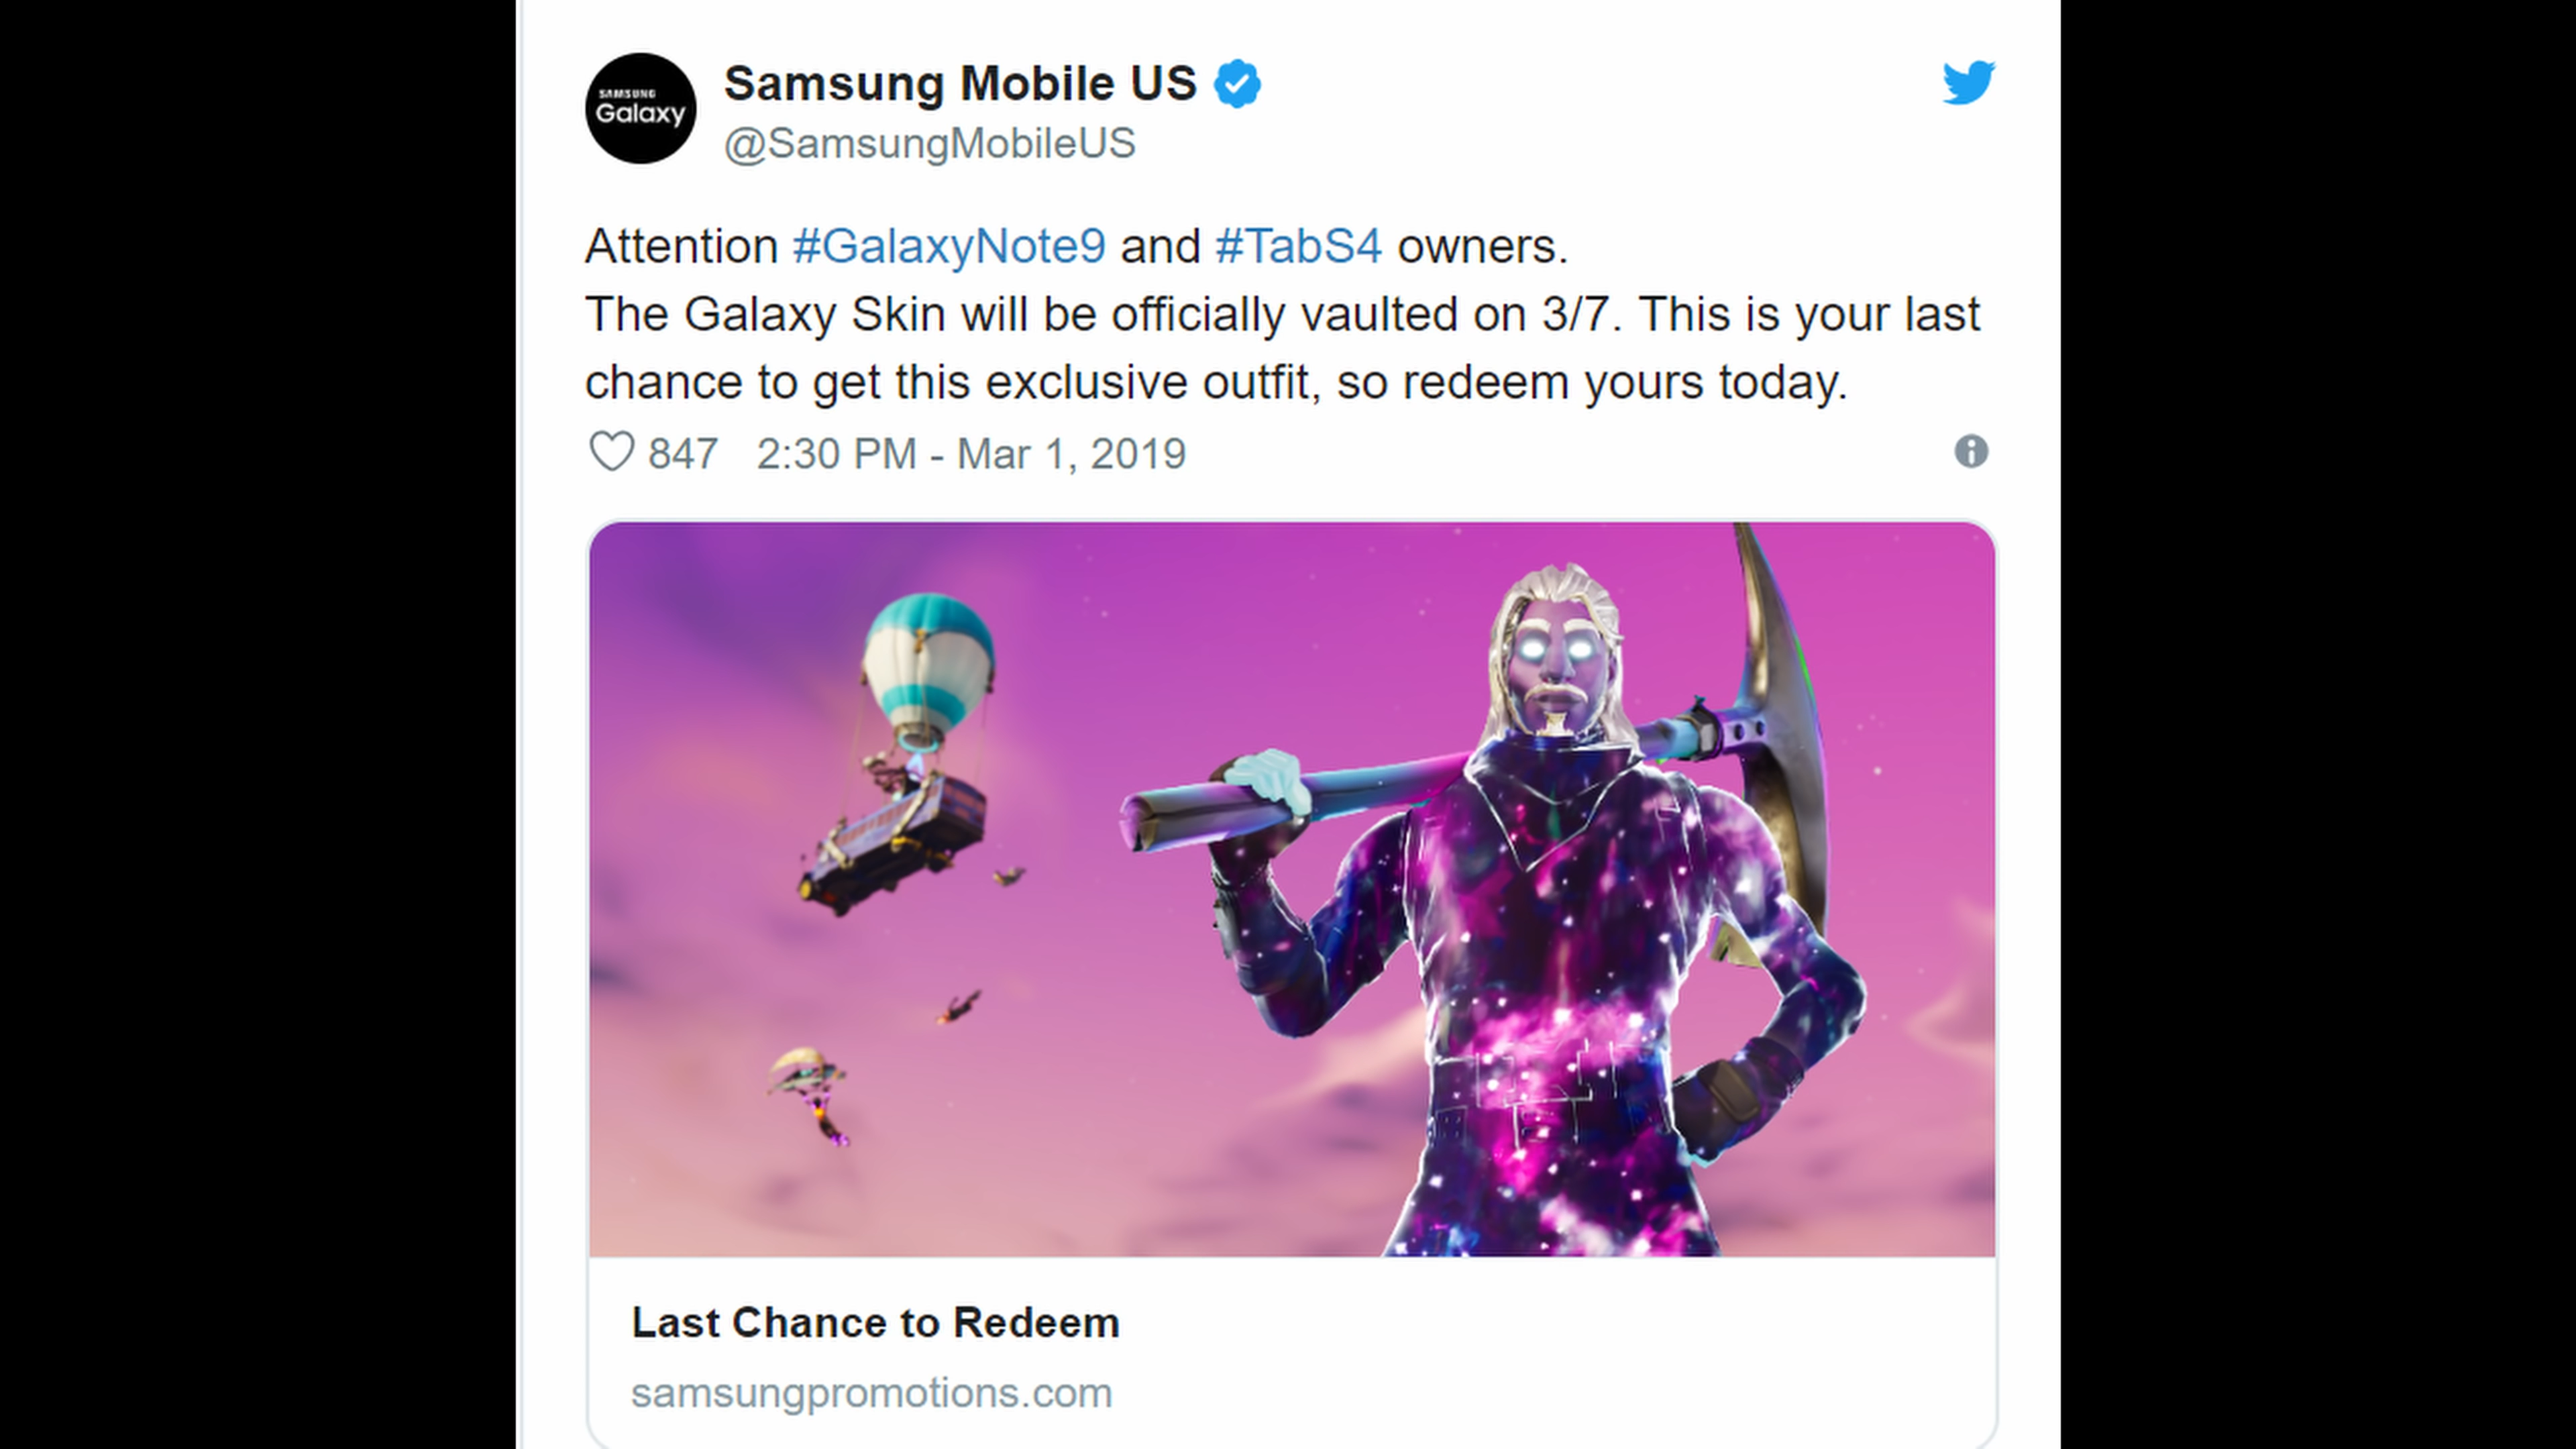 SAMSUNG
Galaxy
Samsung Mobile US
@SamsungMobileUS
Attention #GalaxyNote9 and #TabS4 owners.
The Galaxy Skin will be officially vaulted on 3/7. This is your last
chance to get this exclusive outfit, so redeem yours today.
847 2:30 PM - Mar 1, 2019
Last Chance to Redeem
samsungpromotions.com